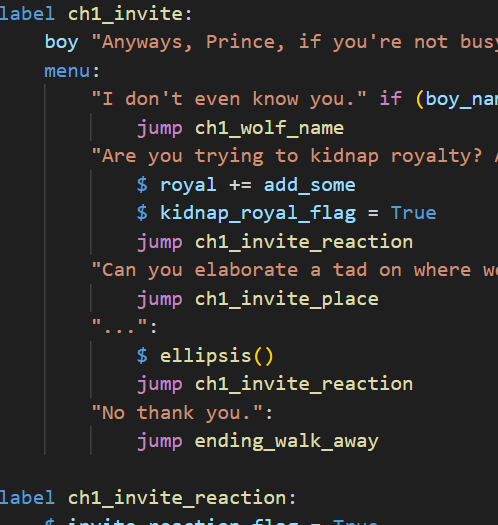 label ch1_invite:
boy "Anyways, Prince, if you're not busy
menu:
"I don't even know you." if (boy_nam
jump ch1_wolf_name
"Are you trying to kidnap royalty? A
$ royal += add_some
$ kidnap_royal_flag = True
jump ch1_invite_reaction
"Can you elaborate a tad on where we
jump ch1_invite_place
"...":
$ ellipsis()
jump ch1_invite_reaction
"No thank you.":
jump ending_walk_away
label ch1_invite_reaction:
$ invite_reaction_flag = True